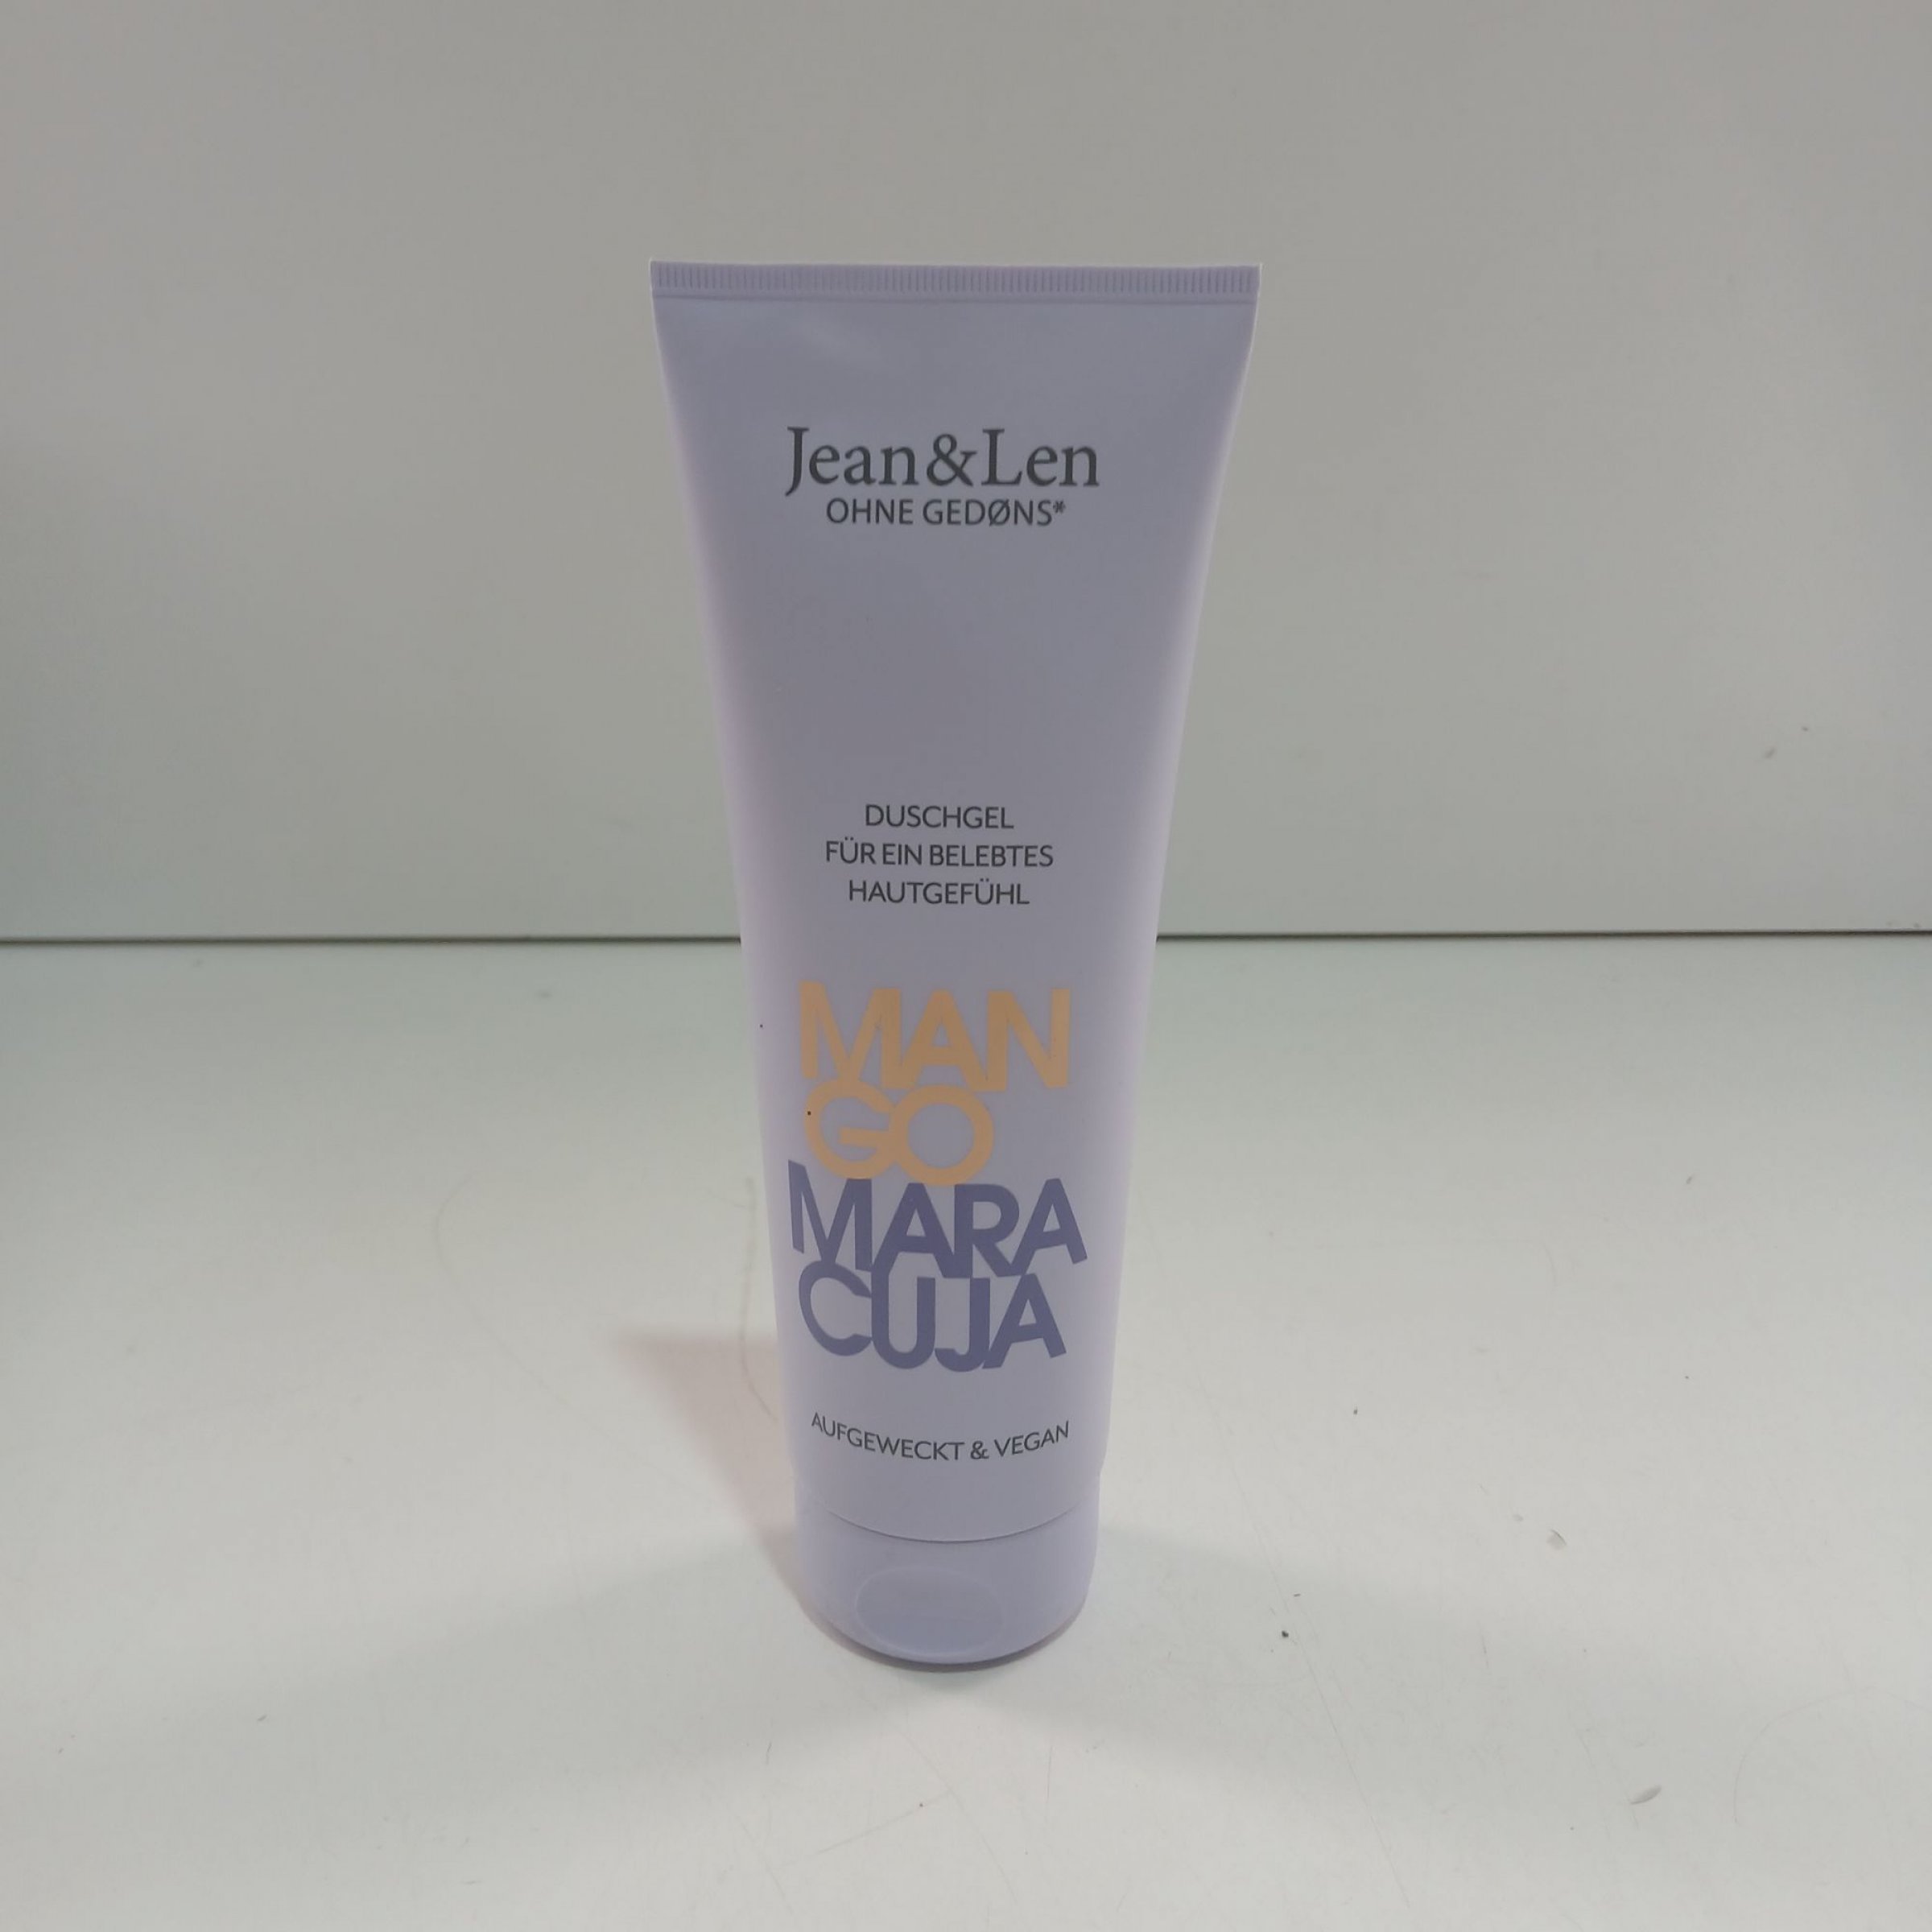 Jean&Len
OHNE GEDØNS*
DUSCHGEL
FÜR EIN BELEBTES
HAUTGEFÜHL
MAN
GO
MARA
CUJA
AUFGEWECKT & VEGAN